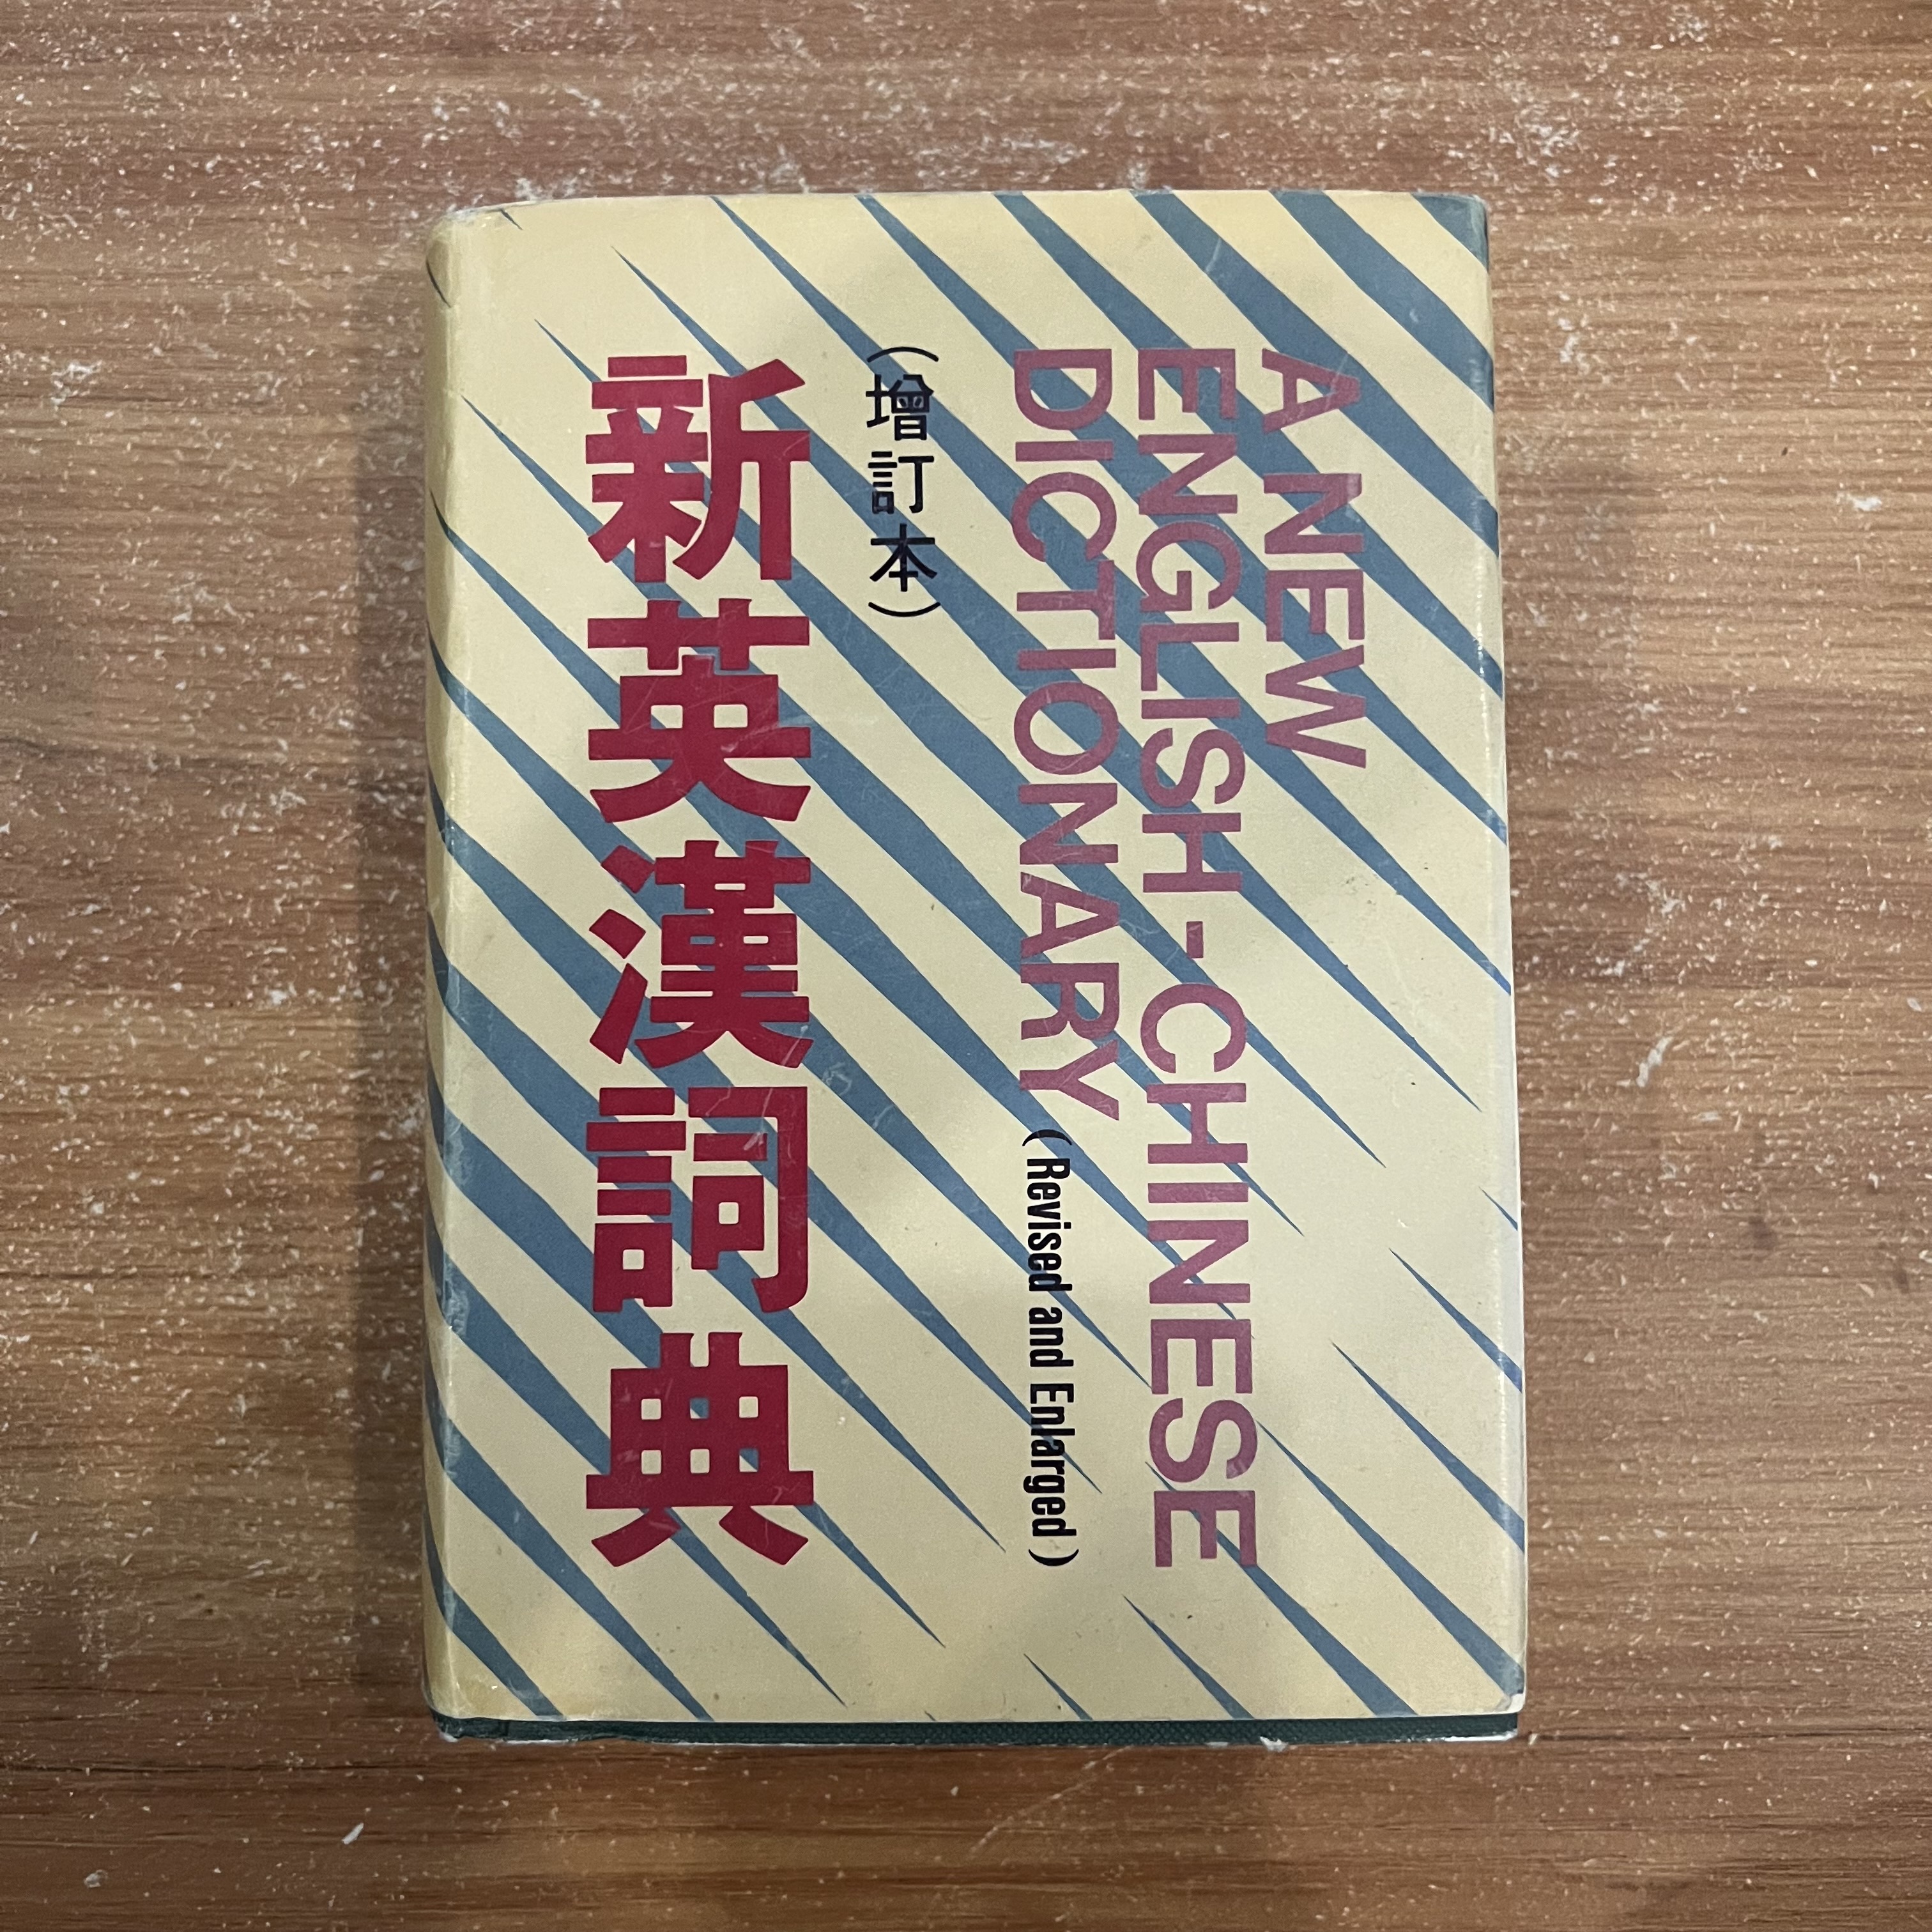 A NEW
ENGLISH-CHINESE
DICTIONARY (Revised and Enlarged)
(增訂本)
新英漢詞典